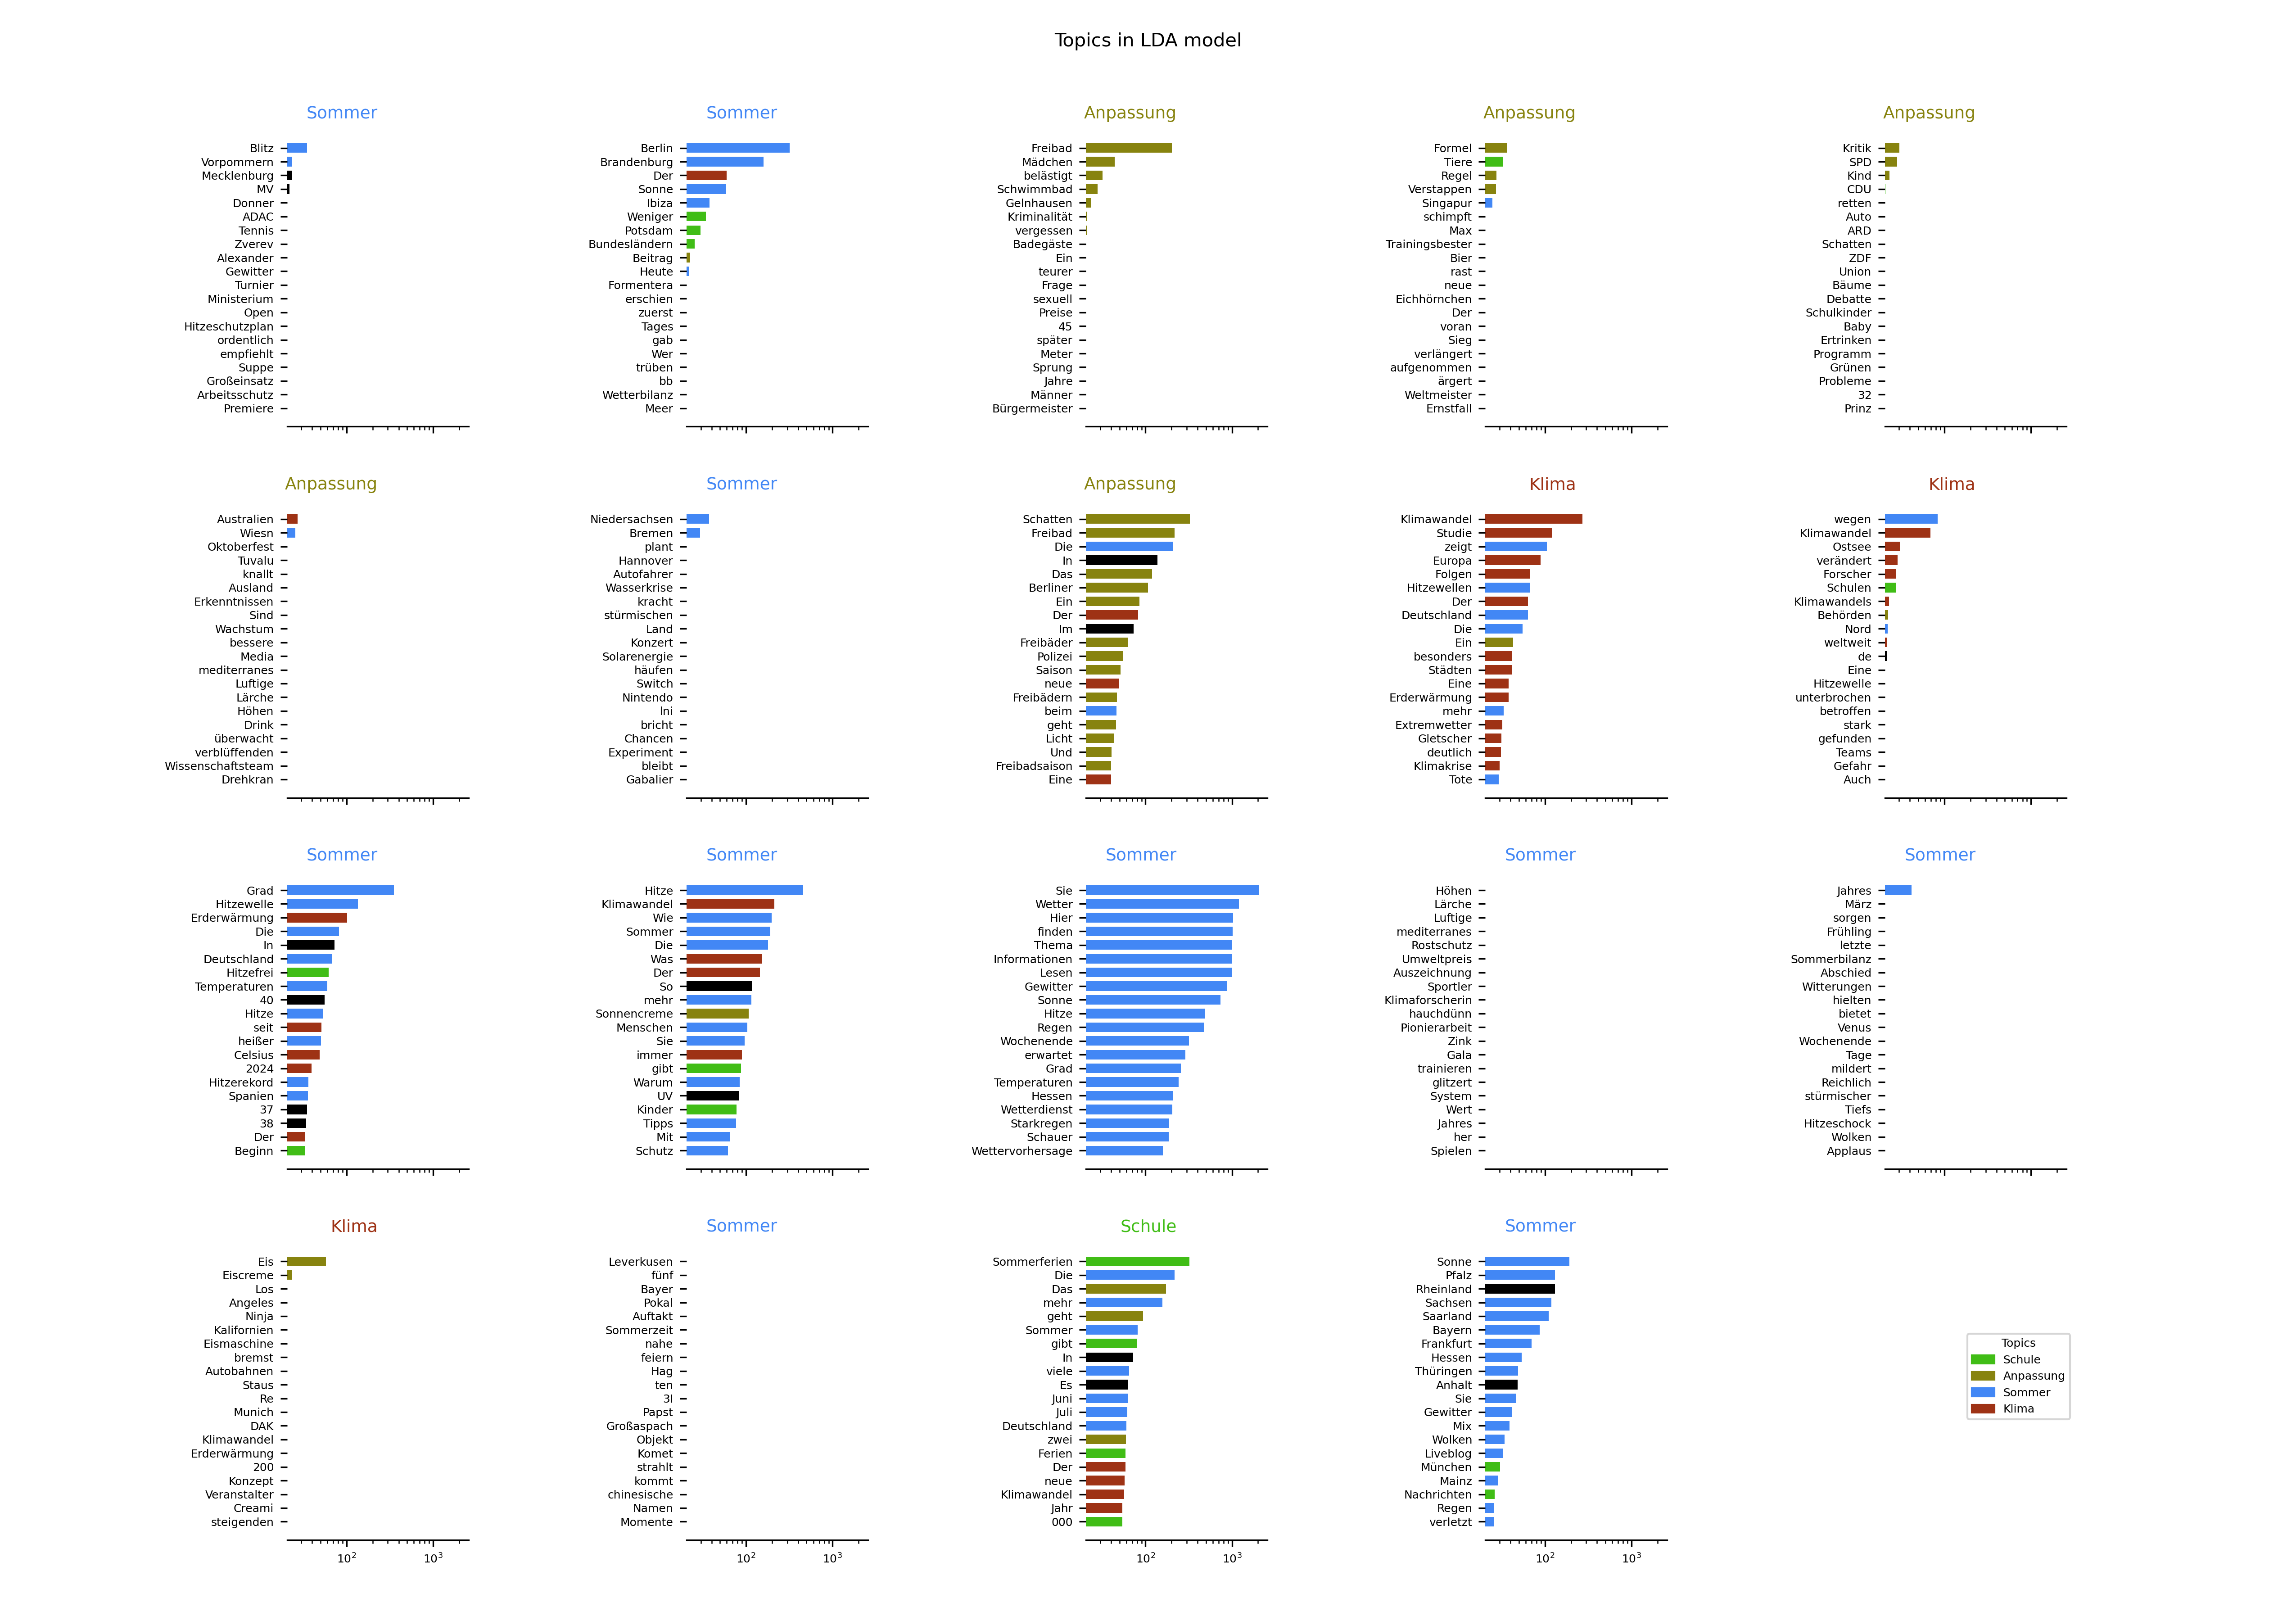 Topics in LDA model
Sommer
Blitz
Vorpommern
Mecklenburg
MV
Donner
ADAC
Tennis
Zverev
Alexander
Gewitter
Turnier
Ministerium
Open
Hitzeschutzplan
ordentlich
empfiehlt
Suppe
Großeinsatz
Arbeitsschutz
Premiere
Sommer
Berlin
Brandenburg
Der
Sonne
Ibiza
Weniger
Potsdam
Bundesländern
Beitrag
Heute
Formentera
erschien
zuerst
Tages
gab
Wer
trüben
bb
Wetterbilanz
Meer
Anpassung
Freibad
Mädchen
belästigt
Schwimmbad
Gelnhausen
Kriminalität
vergessen
Badegäste
Ein
teurer
Frage
sexuell
Preise
45
später
Meter
Sprung
Jahre
Männer
Bürgermeister
Anpassung
Formel
Tiere
Regel
Verstappen
Singapur
schimpft
Max
Trainingsbester
Bier
rast
neue
Eichhörnchen
Der
voran
Sieg
verlängert
aufgenommen
ärgert
Weltmeister
Ernstfall
Anpassung
Kritik
SPD
Kind
CDU
retten
Auto
ARD
Schatten
ZDF
Union
Bäume
Debatte
Schulkinder
Baby
Ertrinken
Programm
Grünen
Probleme
32
Prinz
Anpassung
Australien
Wiesn
Oktoberfest
Tuvalu
knallt
Ausland
Erkenntnissen
Sind
Wachstum
bessere
Media
mediterranes
Luftige
Lärche
Höhen
Drink
überwacht
verblüffenden
Wissenschaftsteam
Drehkran
Sommer
Niedersachsen
Bremen
plant
Hannover
Autofahrer
Wasserkrise
kracht
stürmischen
Land
Konzert
Solarenergie
häufen
Switch
Nintendo
Ini
bricht
Chancen
Experiment
bleibt
Gabalier
Anpassung
Schatten
Freibad
Die
In
Das
Berliner
Ein
Der
Im
Freibäder
Polizei
Saison
neue
Freibädern
beim
geht
Licht
Und
Freibadsaison
Eine
Klima
Klimawandel
Studie
zeigt
Europa
Folgen
Hitzewellen
Der
Deutschland
Die
Ein
besonders
Städten
Eine
Erderwärmung
mehr
Extremwetter
Gletscher
deutlich
Klimakrise
Tote
Klima
wegen
Klimawandel
Ostsee
verändert
Forscher
Schulen
Klimawandels
Behörden
Nord
weltweit
de
Eine
Hitzewelle
unterbrochen
betroffen
stark
gefunden
Teams
Gefahr
Auch
Sommer
Grad
Hitzewelle
Erderwärmung
Die
In
Deutschland
Hitzefrei
Temperaturen
40
Hitze
seit
heißer
Celsius
2024
Hitzerekord
Spanien
37
38
Der
Beginn
Sommer
Hitze
Klimawandel
Wie
Sommer
Die
Was
Der
So
mehr
Sonnencreme
Menschen
Sie
immer
gibt
Warum
UV
Kinder
Tipps
Mit
Schutz
Sommer
Sie
Wetter
Hier
finden
Thema
Informationen
Lesen
Gewitter
Sonne
Hitze
Regen
Wochenende
erwartet
Grad
Temperaturen
Hessen
Wetterdienst
Starkregen
Schauer
Wettervorhersage
Sommer
Höhen
Lärche
Luftige
mediterranes
Rostschutz
Umweltpreis
Auszeichnung
Sportler
Klimaforscherin
hauchdünn
Pionierarbeit
Zink
Gala
trainieren
glitzert
System
Wert
Jahres
her
Spielen
Sommer
Jahres
März
sorgen
Frühling
letzte
Sommerbilanz
Abschied
Witterungen
hielten
bietet
Venus
Wochenende
Tage
mildert
Reichlich
stürmischer
Tiefs
Hitzeschock
Wolken
Applaus
Klima
Eis
Eiscreme
Los
Angeles
Ninja
Kalifornien
Eismaschine
bremst
Autobahnen
Staus
Re
Munich
DAK
Klimawandel
Erderwärmung
200
Konzept
Veranstalter
Creami
steigenden
10² 10³
Sommer
Leverkusen
fünf
Bayer
Pokal
Auftakt
Sommerzeit
nahe
feiern
Hag
ten
3I
Papst
Großaspach
Objekt
Komet
strahlt
kommt
chinesische
Namen
Momente
10² 10³
Schule
Sommerferien
Die
Das
mehr
geht
Sommer
gibt
In
viele
Es
Juni
Juli
Deutschland
zwei
Ferien
Der
neue
Klimawandel
Jahr
000
10² 10³
Sommer
Sonne
Pfalz
Rheinland
Sachsen
Saarland
Bayern
Frankfurt
Hessen
Thüringen
Anhalt
Sie
Gewitter
Mix
Wolken
Liveblog
München
Mainz
Nachrichten
Regen
verletzt
10² 10³
Topics
Schule
Anpassung
Sommer
Klima